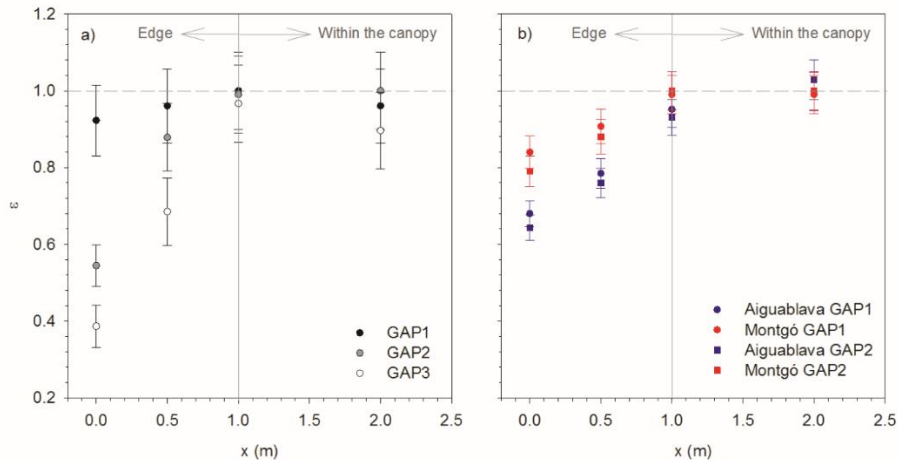 a)
Edge
Within the canopy
b)
Edge
Within the canopy
1.2
1.0
0.8
0.6
0.4
0.2
ε
GAP1
GAP2
GAP3
Aiguablava GAP1
Montgó GAP1
Aiguablava GAP2
Montgó GAP2
0.0 0.5 1.0 1.5 2.0 2.5
0.0 0.5 1.0 1.5 2.0 2.5
x (m)
x (m)